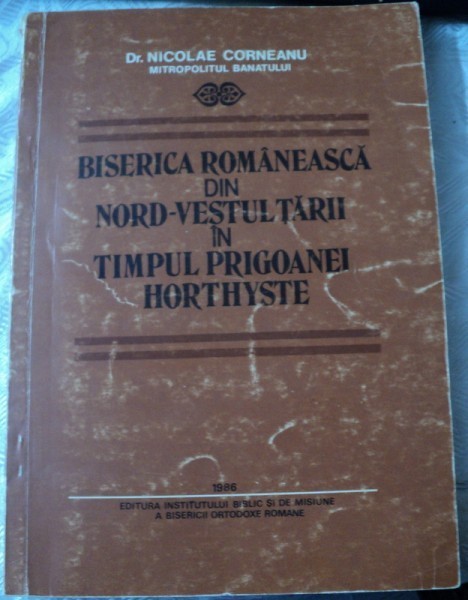 Dr. NICOLAE CORNEANU
MITROPOLITUL BANATULUI
BISERICA ROMÂNEASCĂ
DIN
NORD-VESTUL ȚĂRII
ÎN
TIMPUL PRIGOANEI
HORTHYSTE
1986
EDITURA INSTITUTULUI BIBLIC ȘI DE MISIUNE
A BISERICII ORTODOXE ROMANE